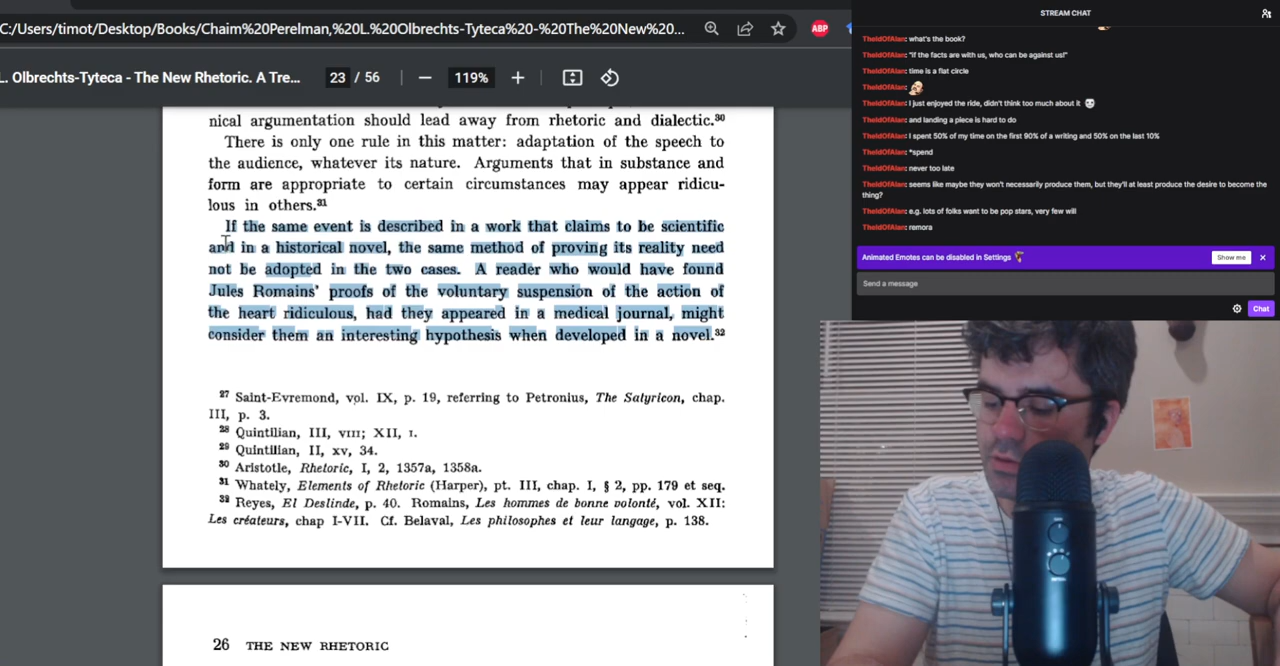 C:/Users/timot/Desktop/Books/Chaim%20Perelman,%20L.%20Olbrechts-Tyteca%20-%20The%20New%20...
ABP
L. Olbrechts-Tyteca - The New Rhetoric. A Tre...
23 / 56
119%
nical argumentation should lead away from rhetoric and dialectic.30
There is only one rule in this matter: adaptation of the speech to
the audience, whatever its nature. Arguments that in substance and
form are appropriate to certain circumstances may appear ridicu-
lous in others.31
If the same event is described in a work that claims to be scientific
and in a historical novel, the same method of proving its reality need
not be adopted in the two cases. A reader who would have found
Jules Romains' proofs of the voluntary suspension of the action of
the heart ridiculous, had they appeared in a medical journal, might
consider them an interesting hypothesis when developed in a novel.32
27 Saint-Evremond, vol. IX, p. 19, referring to Petronius, The Satyricon, chap.
III, p. 3.
28 Quintilian, III, VIII; XII, I.
29 Quintilian, II, xv, 34.
30 Aristotle, Rhetoric, I, 2, 1357a, 1358a.
31 Whately, Elements of Rhetoric (Harper), pt. III, chap. I, § 2, pp. 179 et seq.
32 Reyes, El Deslinde, p. 40. Romains, Les hommes de bonne volonté, vol. XII:
Les créateurs, chap I-VII. Cf. Belaval, Les philosophes et leur langage, p. 138.
26 THE NEW RHETORIC
STREAM CHAT
TheIdOfAlan: what's the book?
TheIdOfAlan: "if the facts are with us, who can be against us!"
TheIdOfAlan: time is a flat circle
TheIdOfAlan:
TheIdOfAlan: I just enjoyed the ride, didn't think too much about it
TheIdOfAlan: and landing a piece is hard to do
TheIdOfAlan: I spent 50% of my time on the first 90% of a writing and 50% on the last 10%
TheIdOfAlan: *spend
TheIdOfAlan: never too late
TheIdOfAlan: seems like maybe they won't necessarily produce them, but they'll at least produce the desire to become the
thing?
TheIdOfAlan: e.g. lots of folks want to be pop stars, very few will
TheIdOfAlan: remora
Animated Emotes can be disabled in Settings
Show me
Send a message
Chat